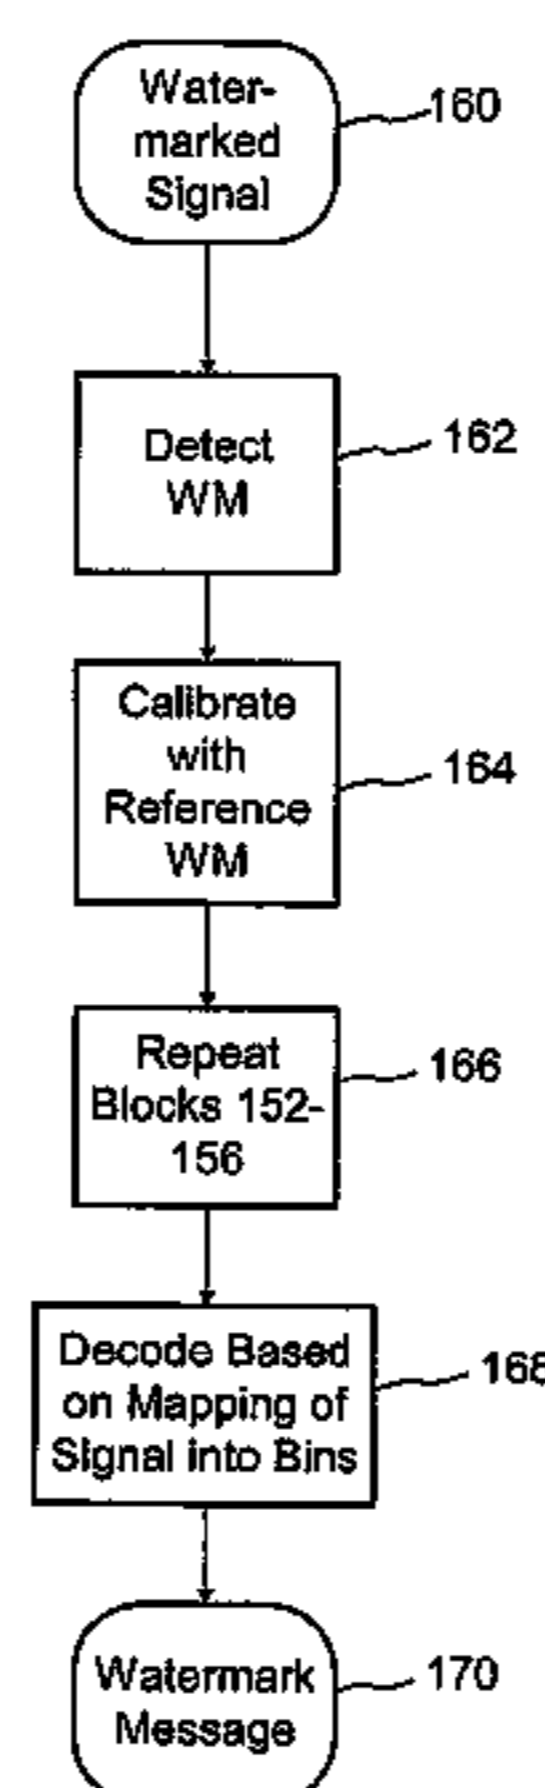 Water-
marked
Signal
160
Detect
WM
162
Calibrate
with
Reference
WM
164
Repeat
Blocks 152-
156
166
Decode Based
on Mapping of
Signal into Bins
168
Watermark
Message
170